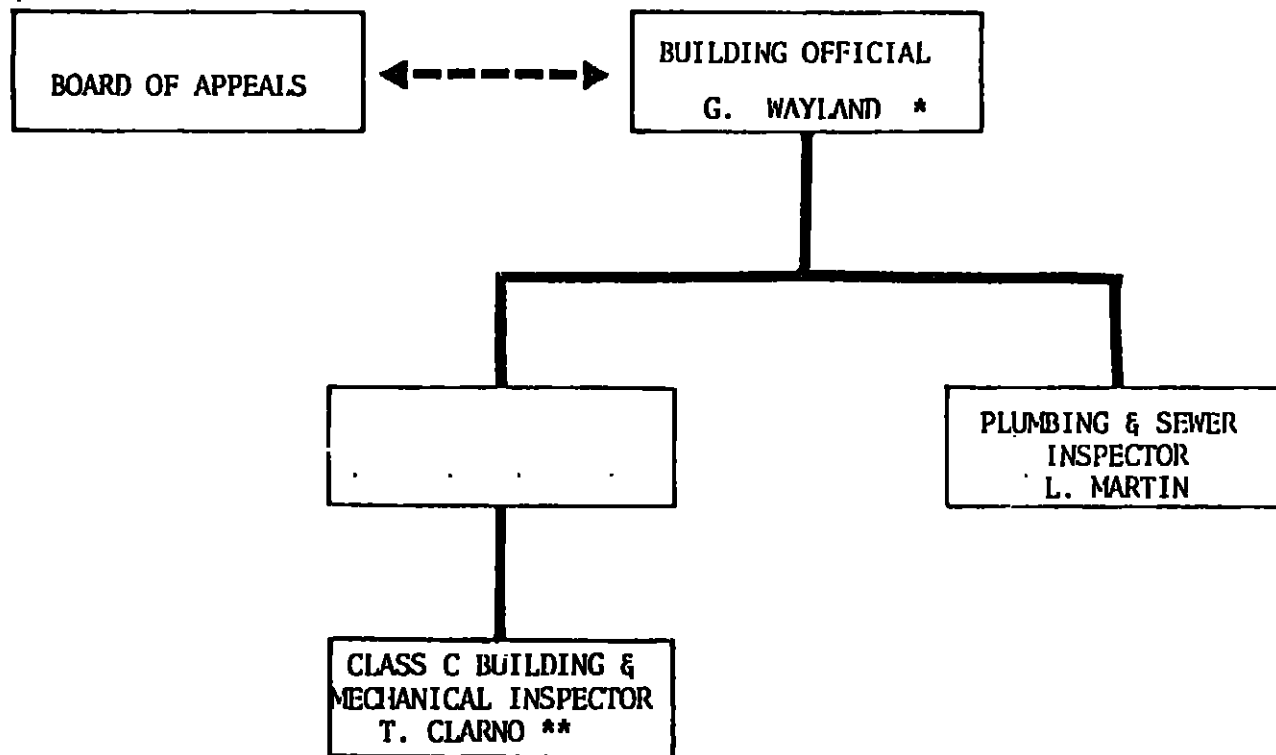 BOARD OF APPEALS
BUILDING OFFICIAL
G. WAYLAND *
PLUMBING & SEWER
INSPECTOR
L. MARTIN
CLASS C BUILDING &
MECHANICAL INSPECTOR
T. CLARNO **